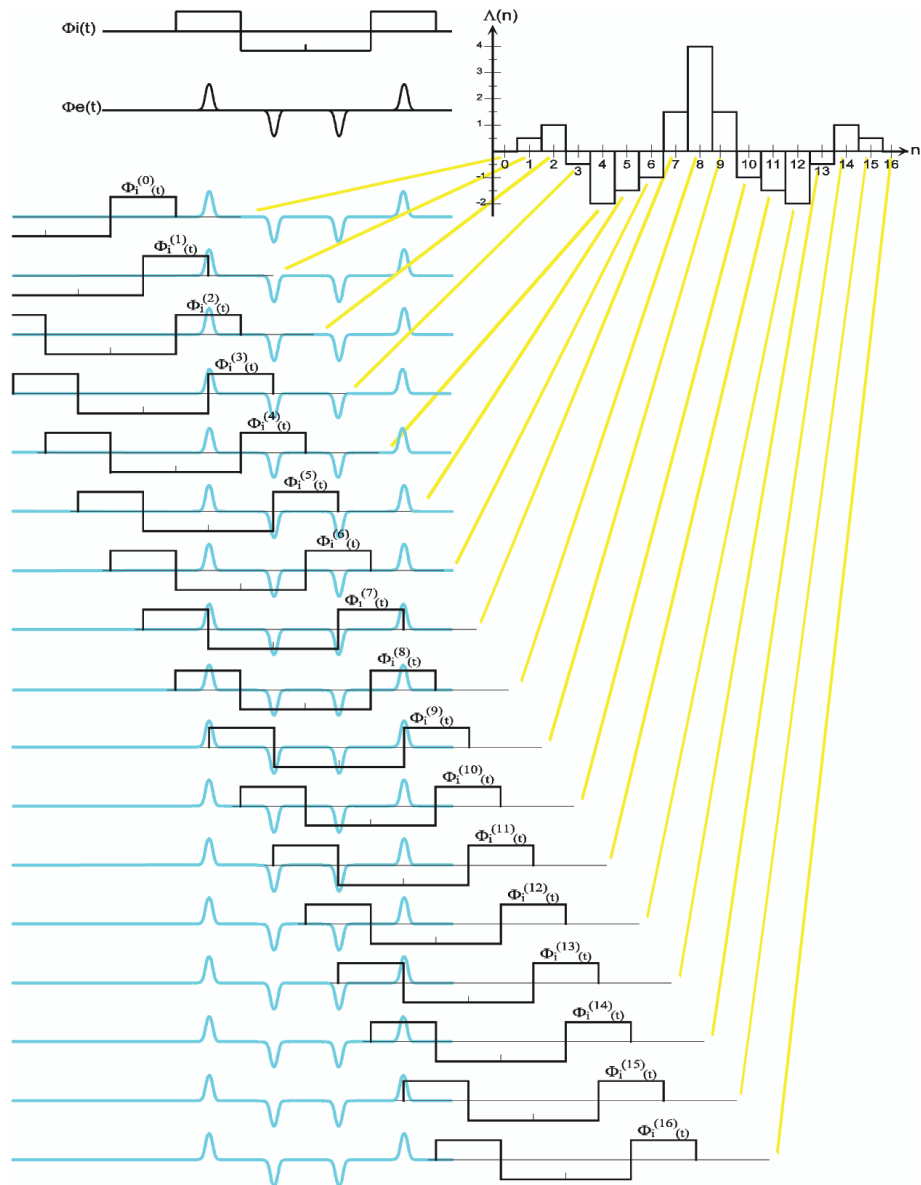 Φi(t)
Φe(t)
Λ(n)
4
3
2
1
-1
-2
n
0 1 2 3 4 5 6 7 8 9 10 11 12 13 14 15 16
Φi(0)(t)
Φi(1)(t)
Φi(2)(t)
Φi(3)(t)
Φi(4)(t)
Φi(5)(t)
Φi(6)(t)
Φi(7)(t)
Φi(8)(t)
Φi(9)(t)
Φi(10)(t)
Φi(11)(t)
Φi(12)(t)
Φi(13)(t)
Φi(14)(t)
Φi(15)(t)
Φi(16)(t)